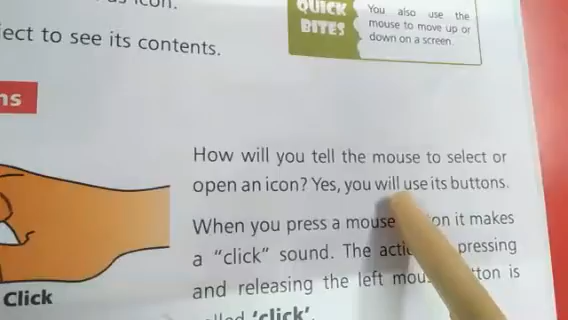 QUICK
BITES
You also use the
mouse to move up or
down on a screen.
to see its contents.
How will you tell the mouse to select or
open an icon? Yes, you will use its buttons.
When you press a mouse it makes
a “click” sound. The pressing
and releasing the left is
Click
‘click’.